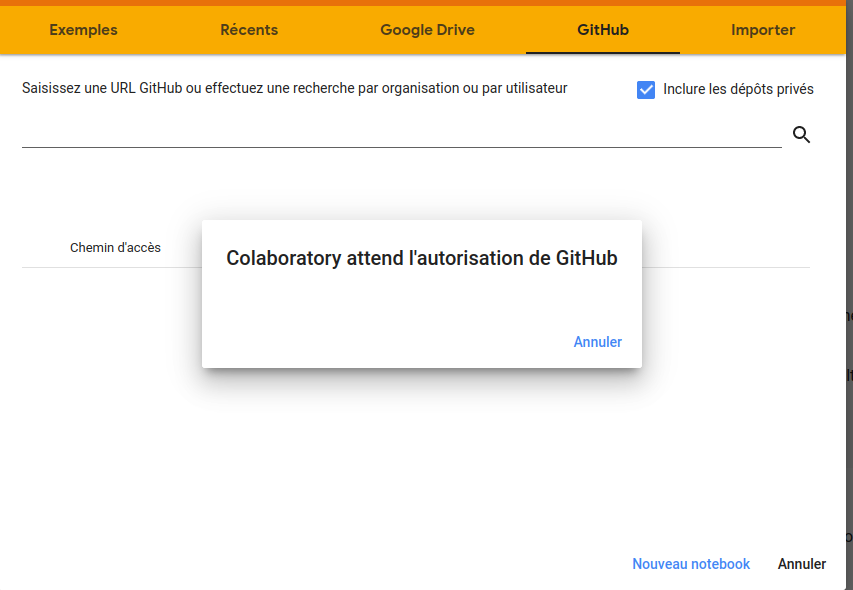 Exemples Récents Google Drive GitHub Importer
Saisissez une URL GitHub ou effectuez une recherche par organisation ou par utilisateur Inclure les dépôts privés
Chemin d'accès
Colaboratory attend l'autorisation de GitHub
Annuler
Nouveau notebook Annuler